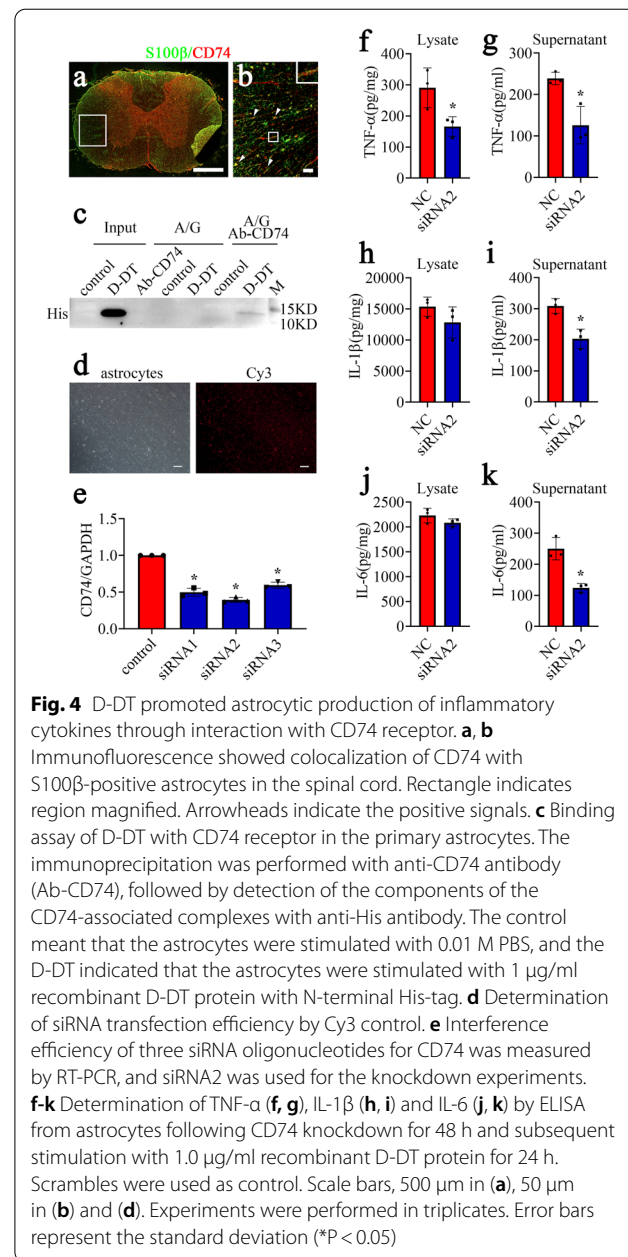 S100β/CD74
a
b
c
Input
A/G
A/G
Ab-CD74
control
D-DT
Ab-CD74
control
D-DT
control
D-DT
M
His
15KD
10KD
d
astrocytes
Cy3
e
CD74/GAPDH
1.5
1.0
0.5
0.0
*
*
*
control
siRNA1
siRNA2
siRNA3
f
Lysate
TNF-α(pg/mg)
400
300
200
100
0
*
NC
siRNA2
g
Supernatant
TNF-α(pg/ml)
300
200
100
0
*
NC
siRNA2
h
Lysate
IL-1β(pg/mg)
20000
15000
10000
5000
0
NC
siRNA2
i
Supernatant
IL-1β(pg/ml)
400
300
200
100
0
*
NC
siRNA2
j
Lysate
IL-6(pg/mg)
2500
2000
1500
1000
500
0
NC
siRNA2
k
Supernatant
IL-6(pg/ml)
400
300
200
100
0
*
NC
siRNA2
Fig. 4 D-DT promoted astrocytic production of inflammatory
cytokines through interaction with CD74 receptor. a, b
Immunofluorescence showed colocalization of CD74 with
S100β-positive astrocytes in the spinal cord. Rectangle indicates
region magnified. Arrowheads indicate the positive signals. c Binding
assay of D-DT with CD74 receptor in the primary astrocytes. The
immunoprecipitation was performed with anti-CD74 antibody
(Ab-CD74), followed by detection of the components of the
CD74-associated complexes with anti-His antibody. The control
meant that the astrocytes were stimulated with 0.01 M PBS, and the
D-DT indicated that the astrocytes were stimulated with 1 μg/ml
recombinant D-DT protein with N-terminal His-tag. d Determination
of siRNA transfection efficiency by Cy3 control. e Interference
efficiency of three siRNA oligonucleotides for CD74 was measured
by RT-PCR, and siRNA2 was used for the knockdown experiments.
f-k Determination of TNF-α (f, g), IL-1β (h, i) and IL-6 (j, k) by ELISA
from astrocytes following CD74 knockdown for 48 h and subsequent
stimulation with 1.0 μg/ml recombinant D-DT protein for 24 h.
Scrambles were used as control. Scale bars, 500 μm in (a), 50 μm
in (b) and (d). Experiments were performed in triplicates. Error bars
represent the standard deviation (*P < 0.05)